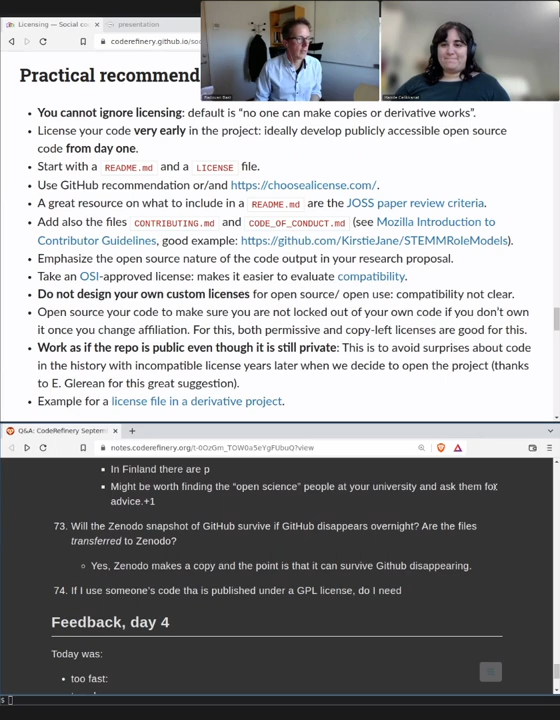 Licensing — Social co
presentation
coderefinery.github.io/so
Practical recommend
You cannot ignore licensing: default is “no one can make copies or derivative works”.
License your code very early in the project: ideally develop publicly accessible open source
code from day one.
Start with a README.md and a LICENSE file.
Use GitHub recommendation or/and https://choosealicense.com/.
A great resource on what to include in a README.md are the JOSS paper review criteria.
Add also the files CONTRIBUTING.md and CODE_OF_CONDUCT.md (see Mozilla Introduction to
Contributor Guidelines, good example: https://github.com/KirstieJane/STEMMRoleModels).
Emphasize the open source nature of the code output in your research proposal.
Take an OSI-approved license: makes it easier to evaluate compatibility.
Do not design your own custom licenses for open source/ open use: compatibility not clear.
Open source your code to make sure you are not locked out of your own code if you don’t own
it once you change affiliation. For this, both permissive and copy-left licenses are good for this.
Work as if the repo is public even though it is still private: This is to avoid surprises about code
in the history with incompatible license years later when we decide to open the project (thanks
to E. Glerean for this great suggestion).
Example for a license file in a derivative project.
Q&A: CodeRefinery Septem
In Finland there are p
Might be worth finding the “open science” people at your university and ask them for
advice.+1
73. Will the Zenodo snapshot of GitHub survive if GitHub disappears overnight? Are the files
transferred to Zenodo?
Yes, Zenodo makes a copy and the point is that it can survive Github disappearing.
74. If I use someone’s code tha is published under a GPL license, do I need
Feedback, day 4
Today was:
too fast:
$